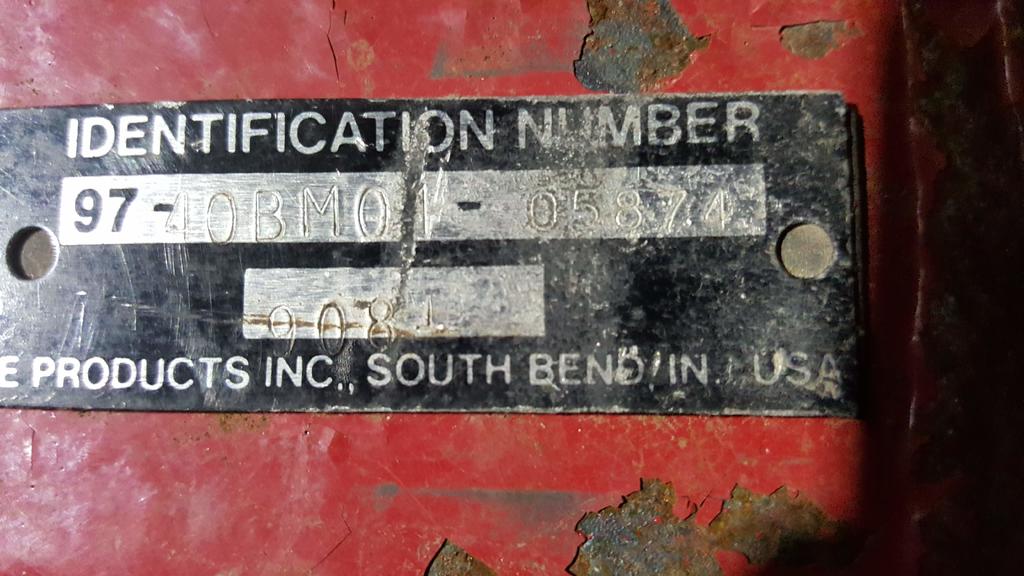 IDENTIFICATION NUMBER
97-40BM01-05874
9081
E PRODUCTS INC., SOUTH BEND, IN. USA